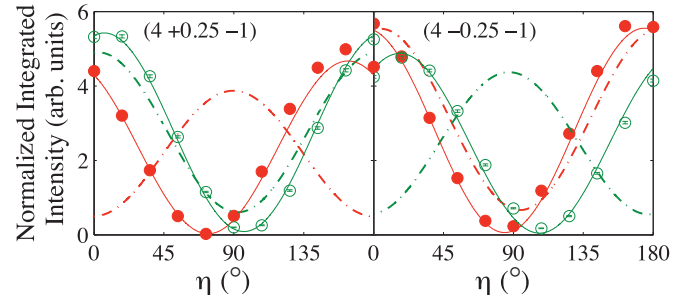 (4 +0.25 −1) (4 −0.25 −1)
Normalized Integrated
Intensity (arb. units)
6
4
2
0
0 45 90 135 0 45 90 135 180
η (°) η (°)